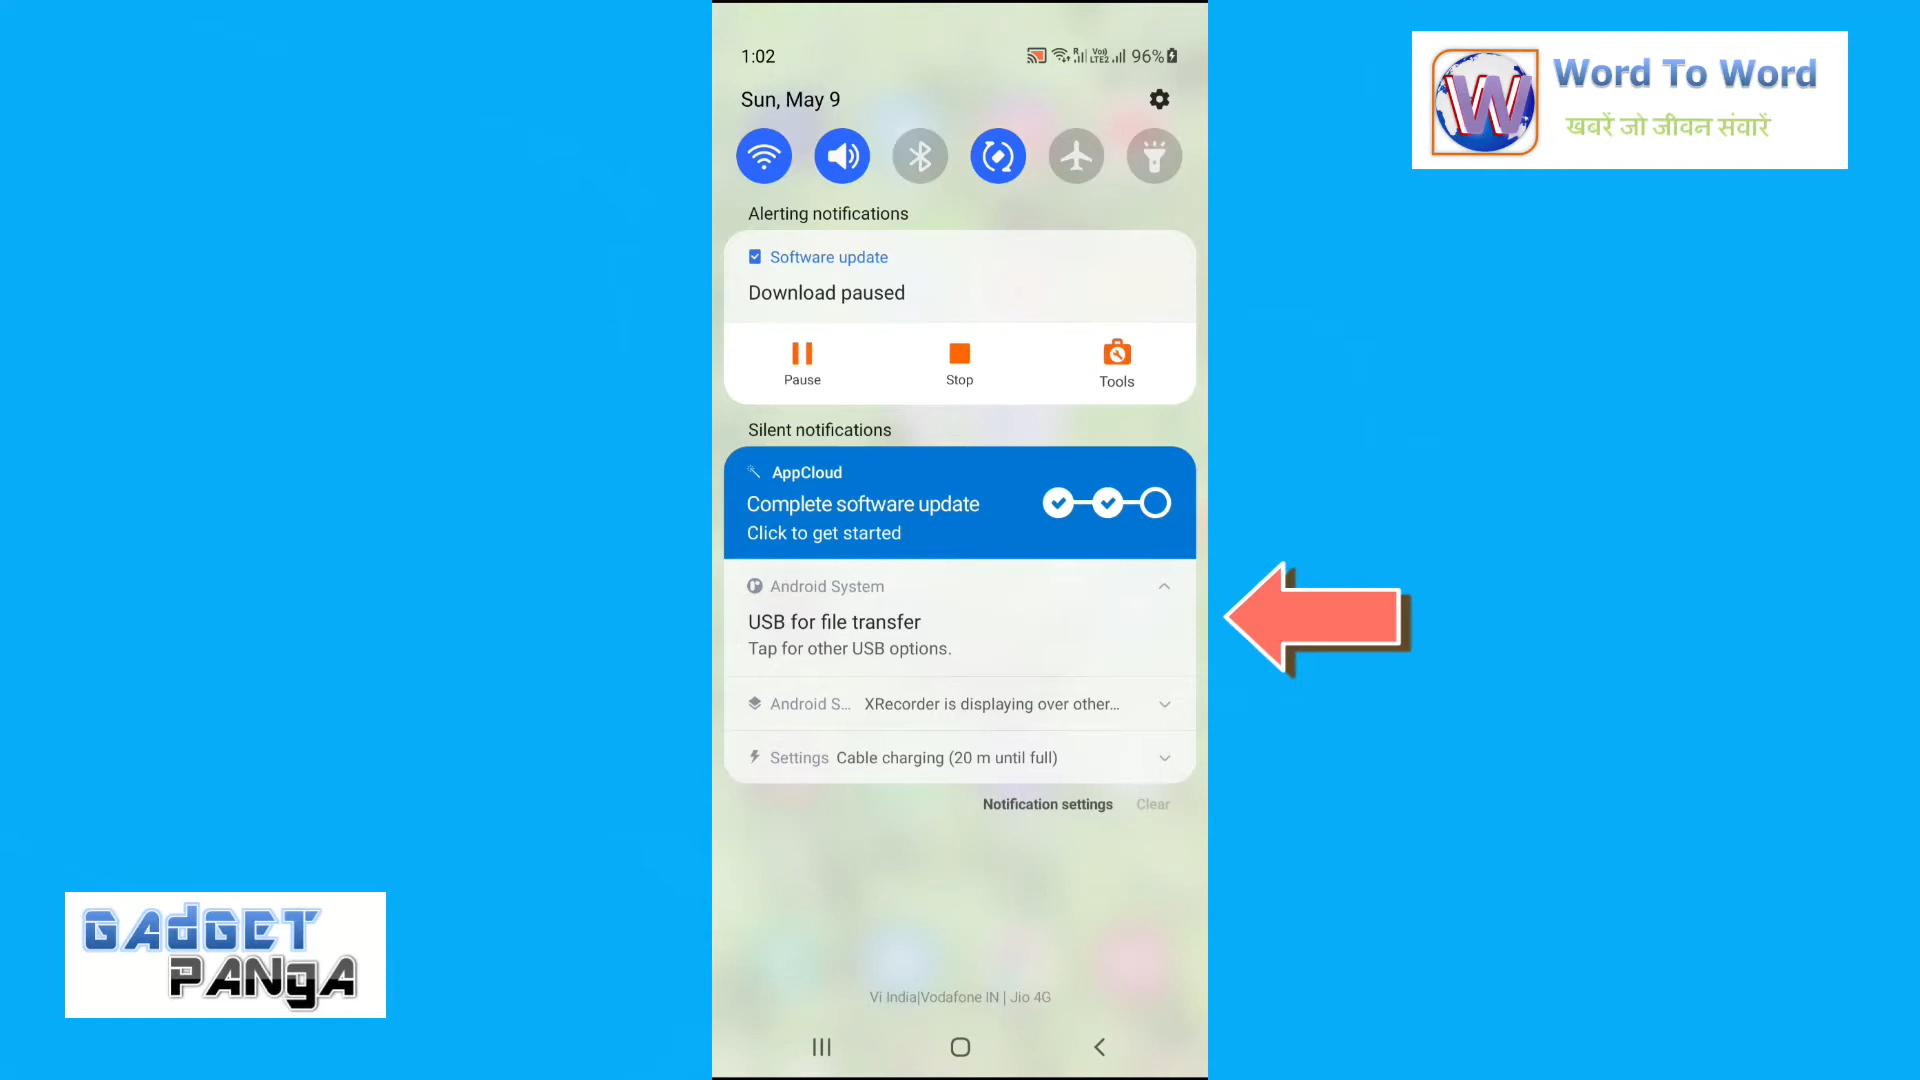 1:02
96%
Sun, May 9
Word To Word
खबरें जो जीवन संवारें
Alerting notifications
Software update
Download paused
Pause
Stop
Tools
Silent notifications
AppCloud
Complete software update
Click to get started
Android System
USB for file transfer
Tap for other USB options.
Android S... XRecorder is displaying over other...
Settings Cable charging (20 m until full)
Notification settings Clear
GAdGET
PANgA
Vi India|Vodafone IN | Jio 4G